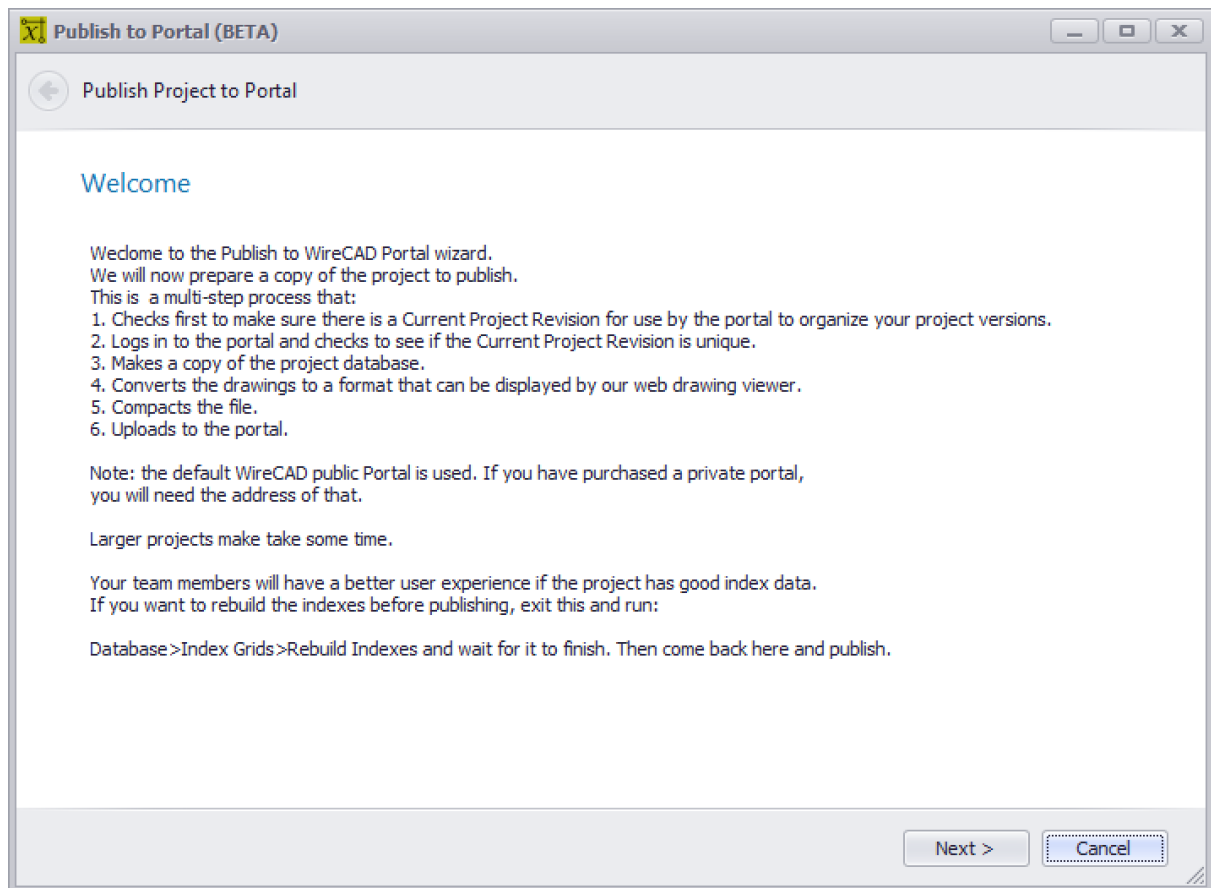 Publish to Portal (BETA)
Publish Project to Portal
Welcome
Weclome to the Publish to WireCAD Portal wizard.
We will now prepare a copy of the project to publish.
This is  a multi-step process that:
1. Checks first to make sure there is a Current Project Revision for use by the portal to organize your project versions.
2. Logs in to the portal and checks to see if the Current Project Revision is unique.
3. Makes a copy of the project database.
4. Converts the drawings to a format that can be displayed by our web drawing viewer.
5. Compacts the file.
6. Uploads to the portal.
Note: the default WireCAD public Portal is used. If you have purchased a private portal,
you will need the address of that.
Larger projects make take some time.
Your team members will have a better user experience if the project has good index data.
If you want to rebuild the indexes before publishing, exit this and run:
Database>Index Grids>Rebuild Indexes and wait for it to finish. Then come back here and publish.
Next >
Cancel